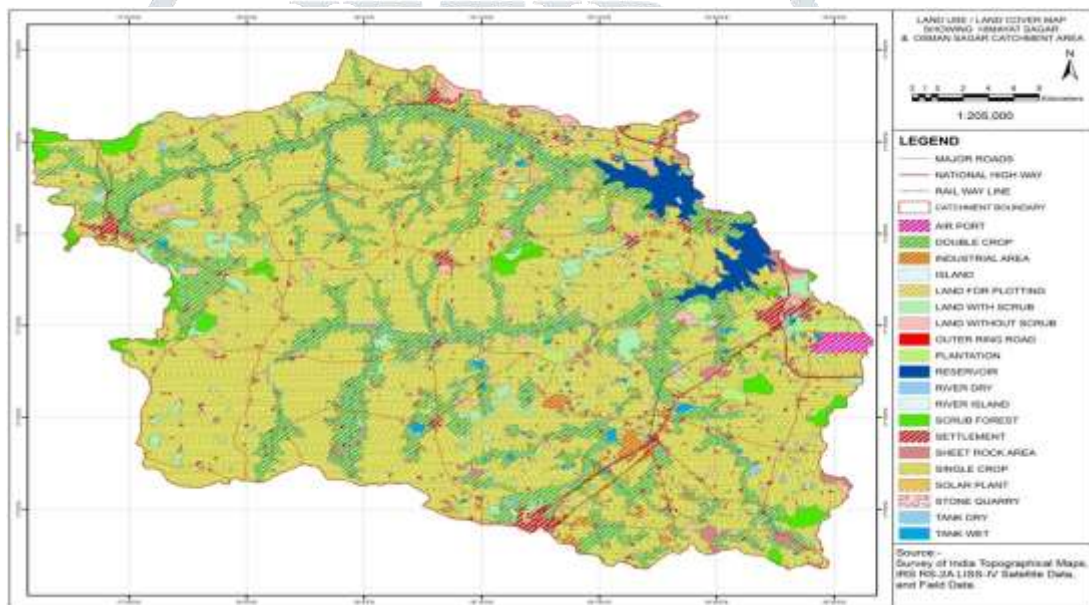 LAND USE / LAND COVER MAP
SHOWING HIMAYAT SAGAR
& OSMAN SAGAR CATCHMENT AREA
N
Kilometers
1:205,000
LEGEND
MAJOR ROADS
NATIONAL HIGH WAY
RAIL WAY LINE
CATCHMENT BOUNDARY
AIR PORT
DOUBLE CROP
INDUSTRIAL AREA
ISLAND
LAND FOR PLOTTING
LAND WITH SCRUB
LAND WITHOUT SCRUB
OUTER RING ROAD
PLANTATION
RESERVOIR
RIVER DRY
RIVER ISLAND
SCRUB FOREST
SETTLEMENT
SHEET ROCK AREA
SINGLE CROP
SOLAR PLANT
STONE QUARRY
TANK DRY
TANK WET
Source:-
Survey of India Topographical Maps,
LISS-IV Satellite Data,
and Field Data